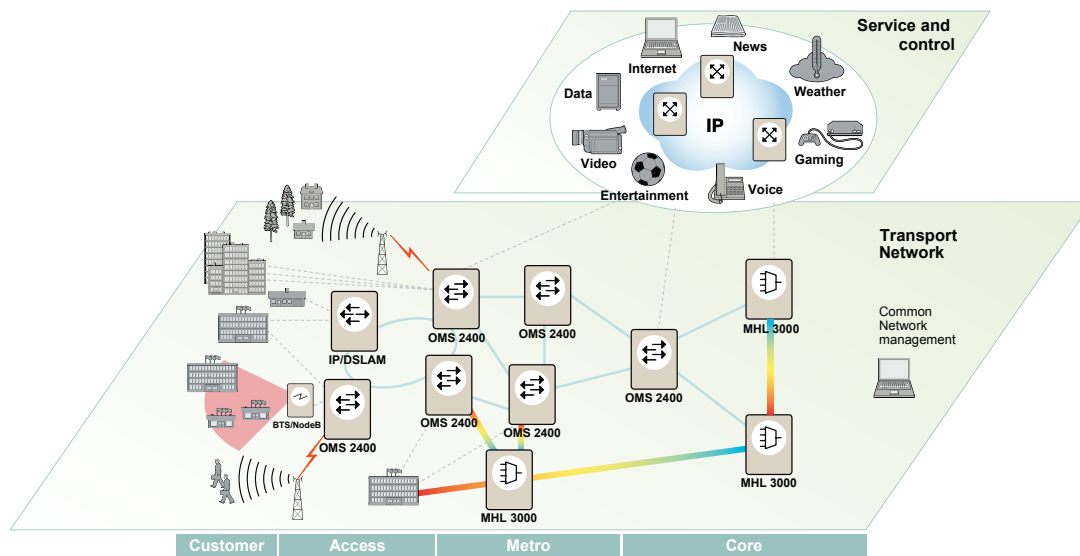 Service and
control
News
Internet
Weather
Data
IP
Video
Gaming
Entertainment
Voice
Transport
Network
Common
Network
management
OMS 2400
OMS 2400
MHL 3000
IP/DSLAM
OMS 2400
OMS 2400
OMS 2400
BTS/NodeB
OMS 2400
MHL 3000
MHL 3000
Customer
Access
Metro
Core